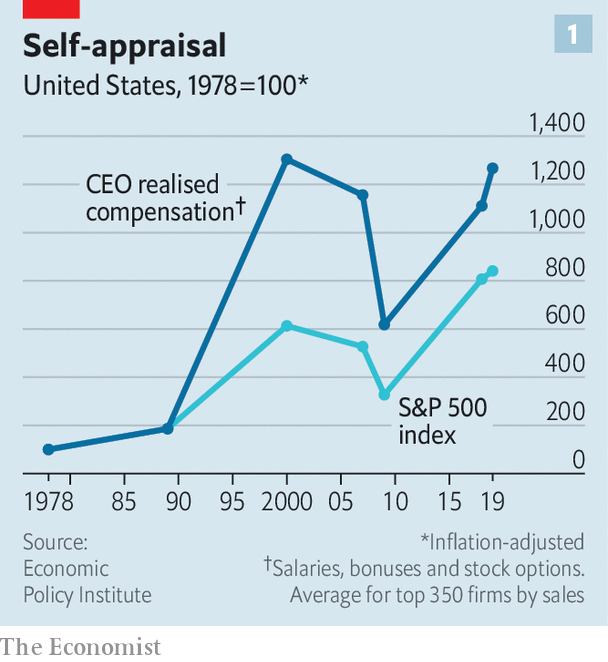 1
Self-appraisal
United States, 1978=100*
1,400
1,200
1,000
800
600
400
200
0
CEO realised
compensation†
S&P 500
index
1978 85 90 95 2000 05 10 15 19
Source:
Economic
Policy Institute
*Inflation-adjusted
†Salaries, bonuses and stock options.
Average for top 350 firms by sales
The Economist